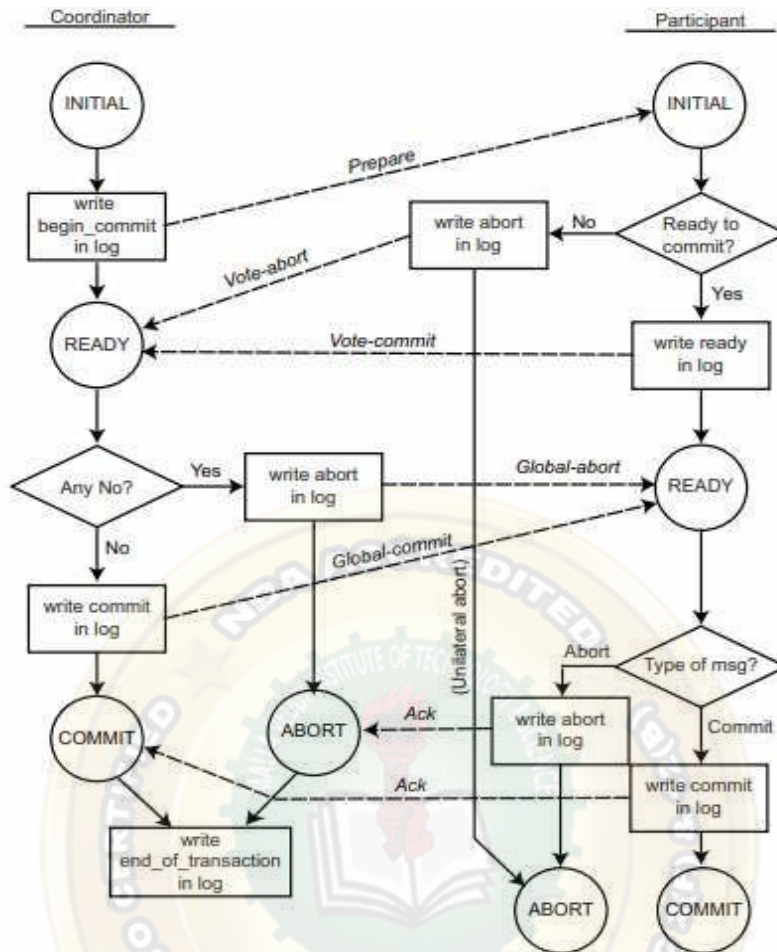 Coordinator
Participant
INITIAL
INITIAL
Prepare
write
begin_commit
in log
write abort
in log
No
Ready to
commit?
Vote-abort
Yes
READY
Vote-commit
write ready
in log
Any No?
Yes
write abort
in log
Global-abort
READY
No
Global-commit
write commit
in log
(Unilateral abort)
Abort
Type of msg?
COMMIT
ABORT
Ack
write abort
in log
Commit
Ack
write commit
in log
write
end_of_transaction
in log
ABORT
COMMIT